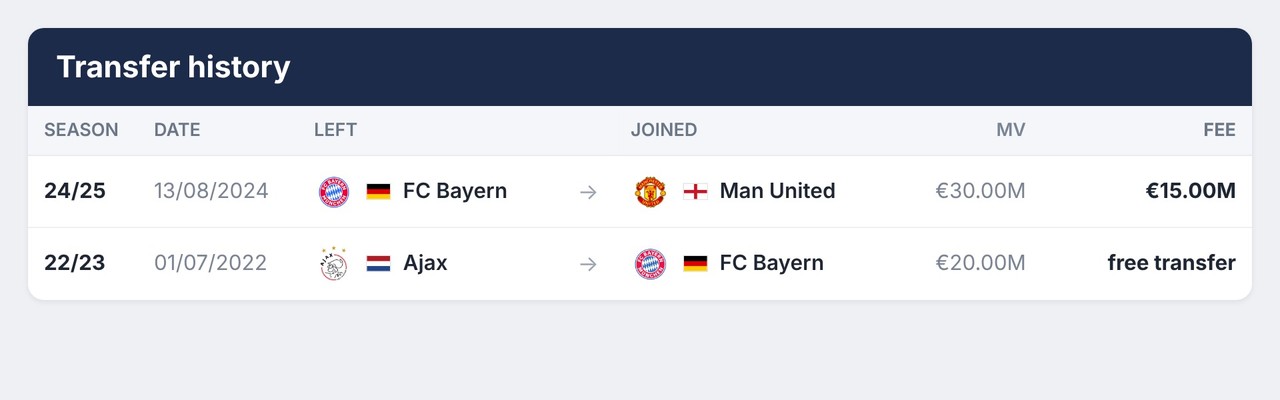 Transfer history
SEASON DATE LEFT JOINED MV FEE
24/25 13/08/2024 FC Bayern → Man United €30.00M €15.00M
22/23 01/07/2022 Ajax → FC Bayern €20.00M free transfer